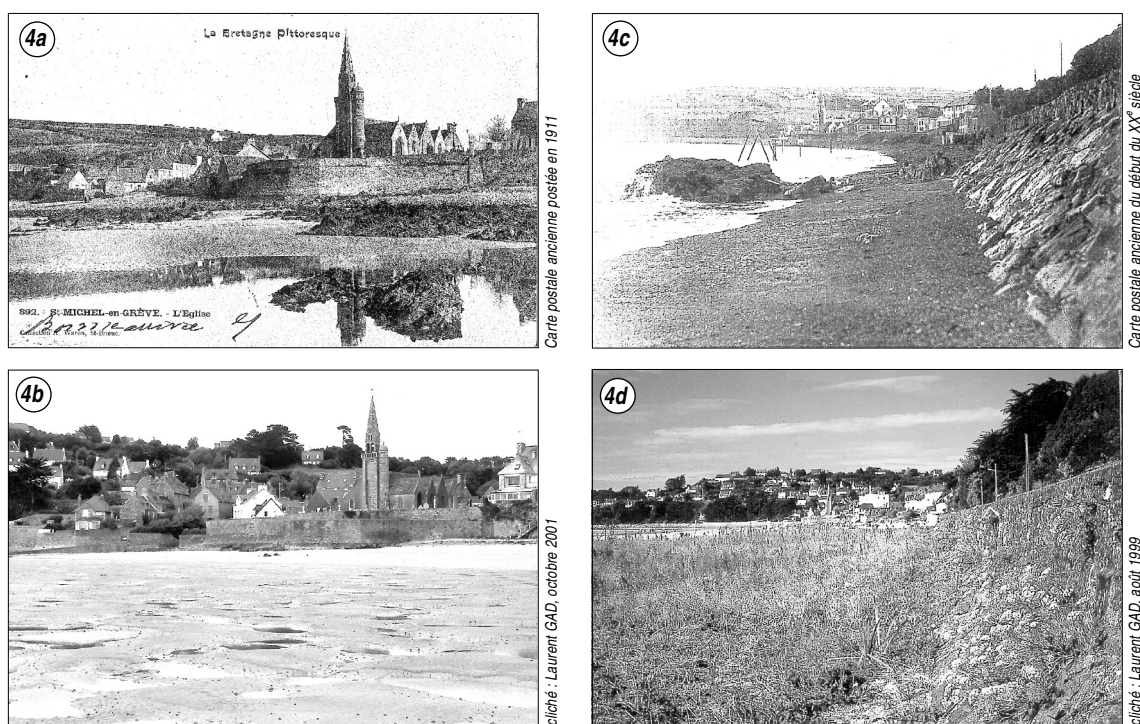 4a
La Bretagne Pittoresque
892. - St-MICHEL-en-GRÈVE. - L'Eglise
Carte postale ancienne postée en 1911
4c
Carte postale ancienne du début du XXe siècle
4b
cliché : Laurent GAD, octobre 2001
4d
cliché : Laurent GAD, août 1999